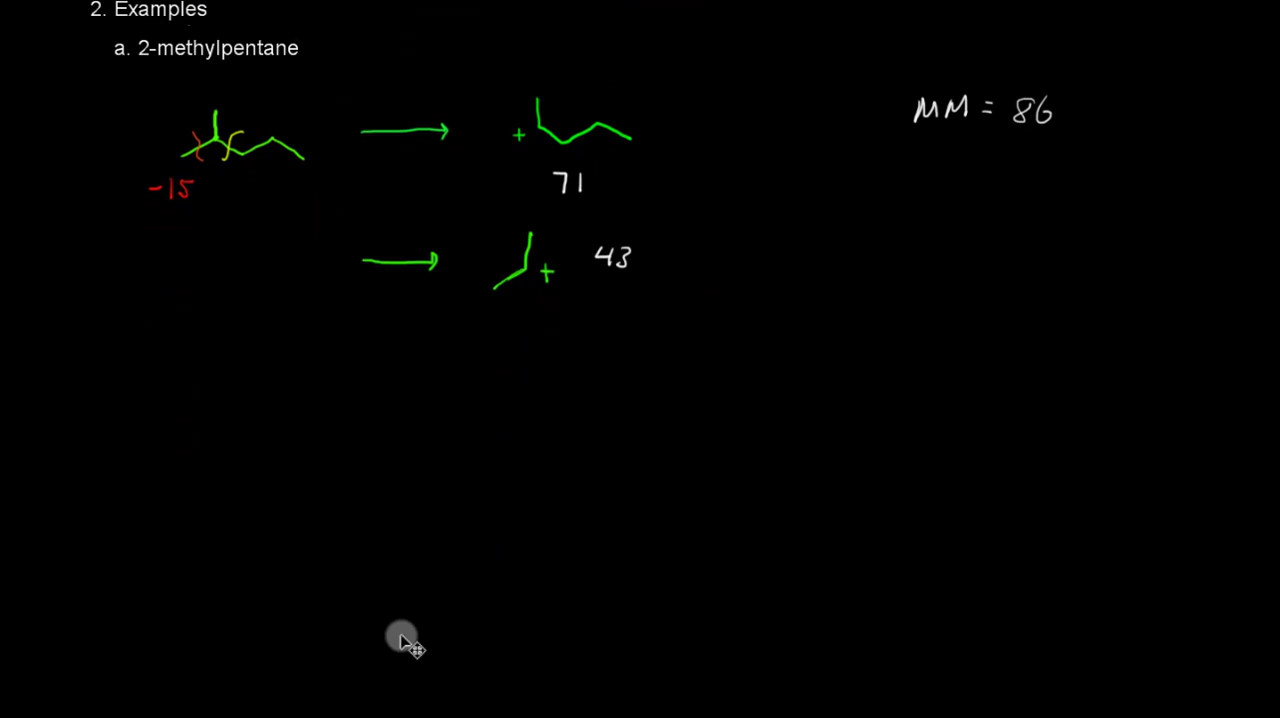 2. Examples
a. 2-methylpentane
MM = 86
+
-15
71
+ 43